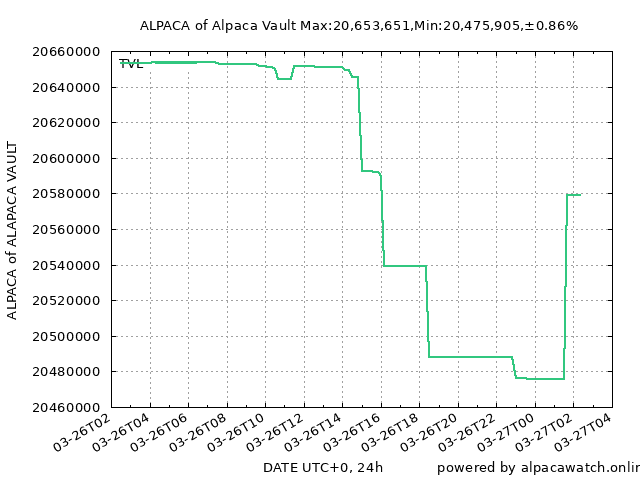 ALPACA of Alpaca Vault Max:20,653,651,Min:20,475,905,±0.86%
TVL
20660000
20640000
20620000
20600000
20580000
20560000
20540000
20520000
20500000
20480000
20460000
ALPACA of ALAPACA VAULT
03-26T02
03-26T04
03-26T06
03-26T08
03-26T10
03-26T12
03-26T14
03-26T16
03-26T18
03-26T20
03-26T22
03-27T00
03-27T02
03-27T04
DATE UTC+0, 24h
powered by alpacawatch.onlin